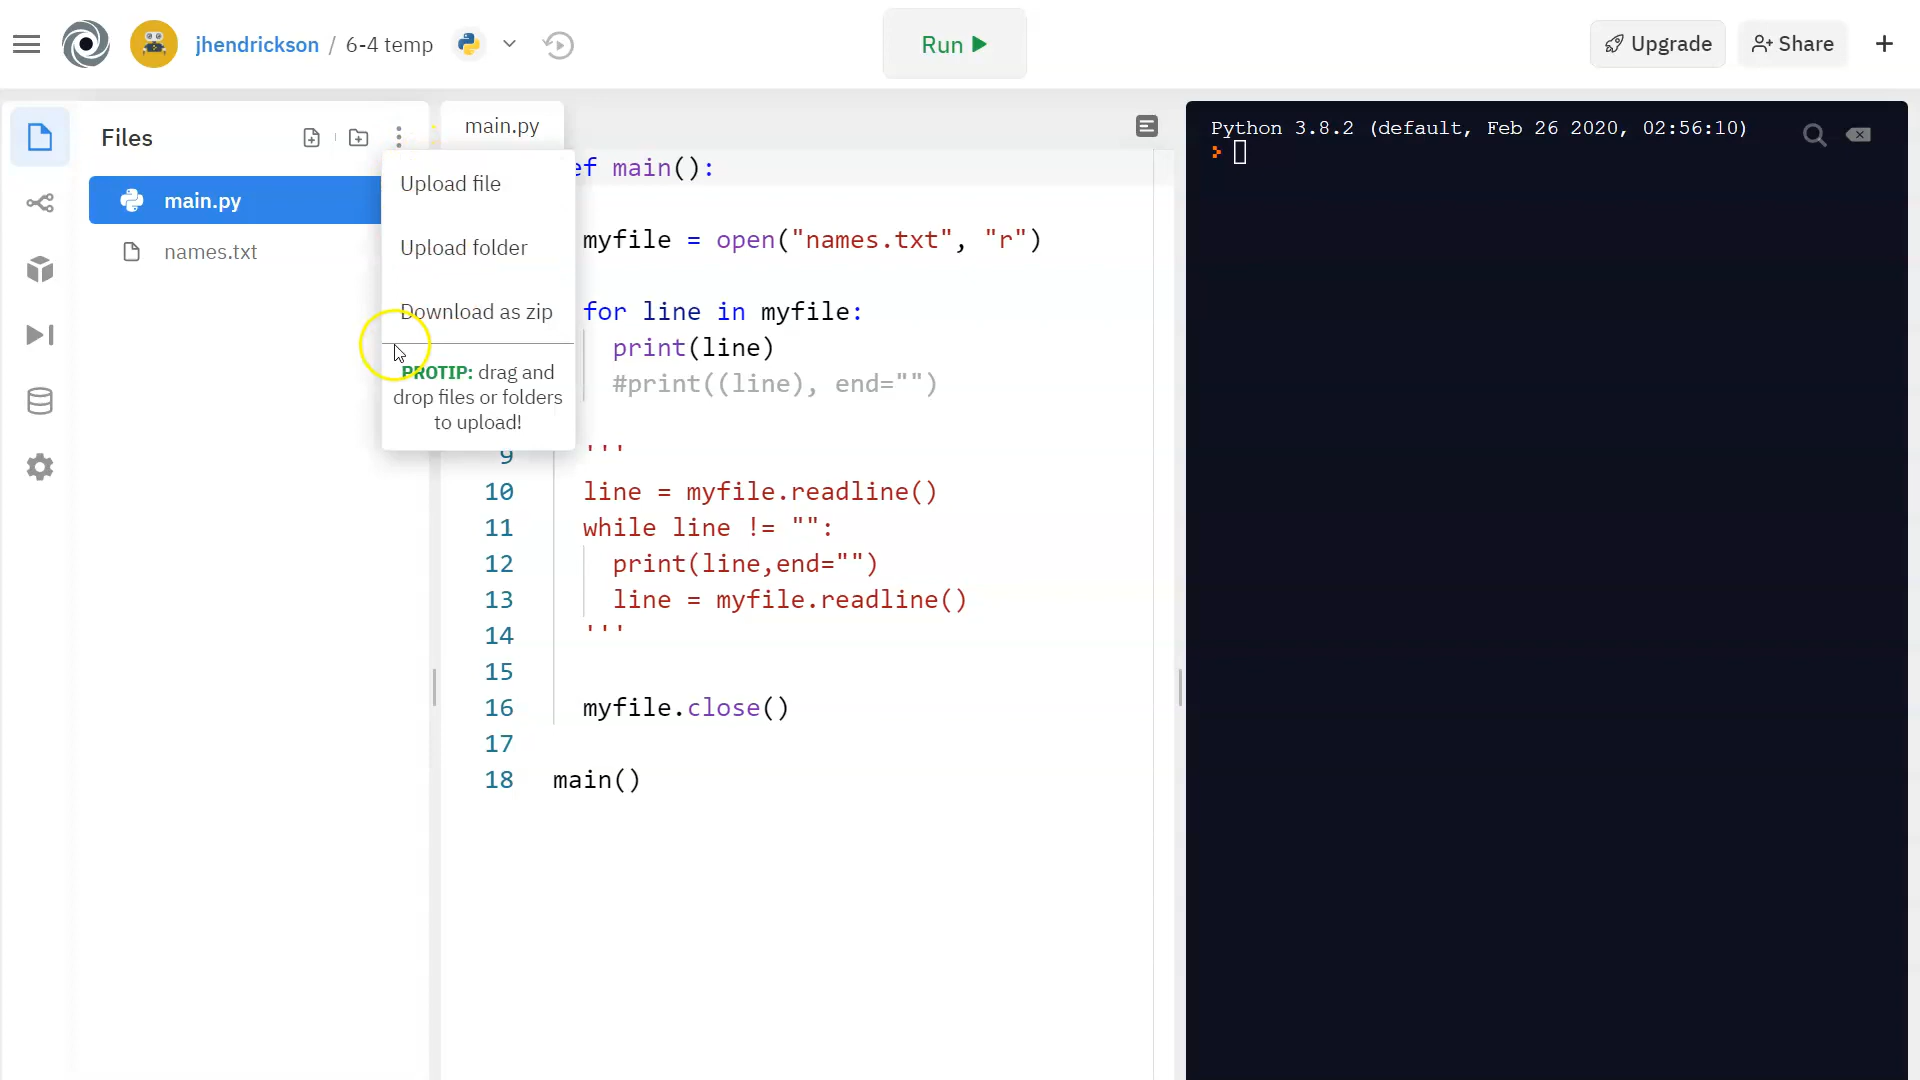 jhendrickson / 6-4 temp
Run
Upgrade
Share
Files
main.py
names.txt
Upload file
Upload folder
Download as zip
PROTIP: drag and
drop files or folders
to upload!
main.py
ef main():
myfile = open("names.txt", "r")
for line in myfile:
print(line)
#print((line), end="")
9 '''
10 line = myfile.readline()
11 while line != "":
12 print(line,end="")
13 line = myfile.readline()
14 '''
15
16 myfile.close()
17
18 main()
Python 3.8.2 (default, Feb 26 2020, 02:56:10)